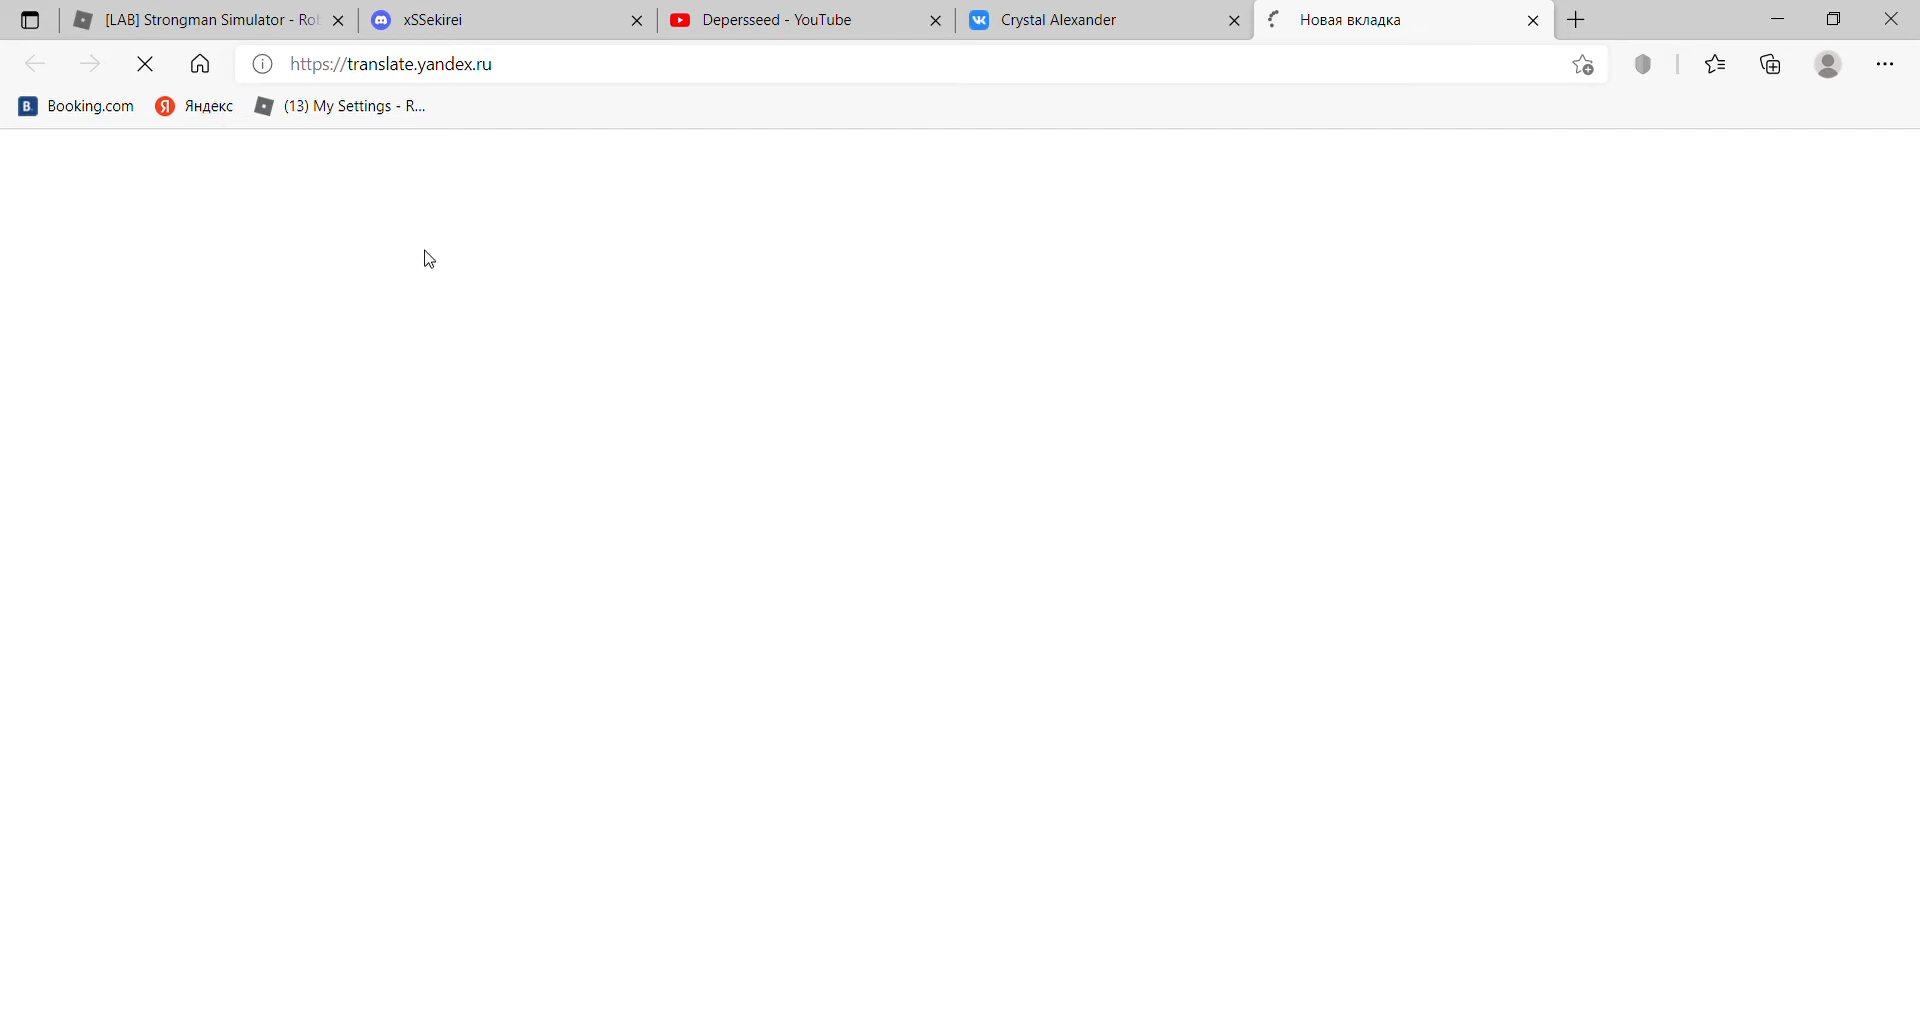 [LAB] Strongman Simulator - Ro
xSSekirei
Depersseed - YouTube
Crystal Alexander
Новая вкладка
https://translate.yandex.ru
B. Booking.com
Я Яндекс
(13) My Settings - R...